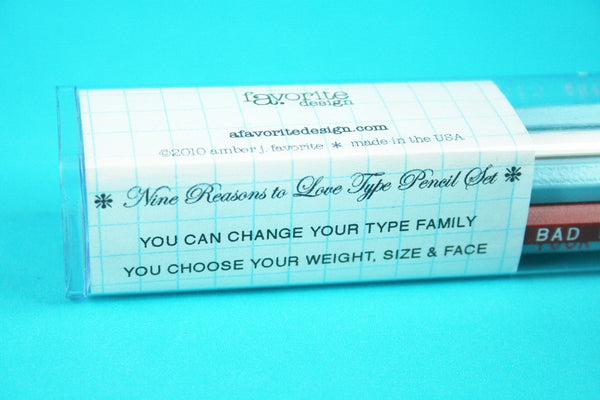 a. favorite
design
afavoritedesign.com
©2010 amber j. favorite * made in the USA
❋ Nine Reasons to Love Type Pencil Set ❋
YOU CAN CHANGE YOUR TYPE FAMILY
YOU CHOOSE YOUR WEIGHT, SIZE & FACE
BAD